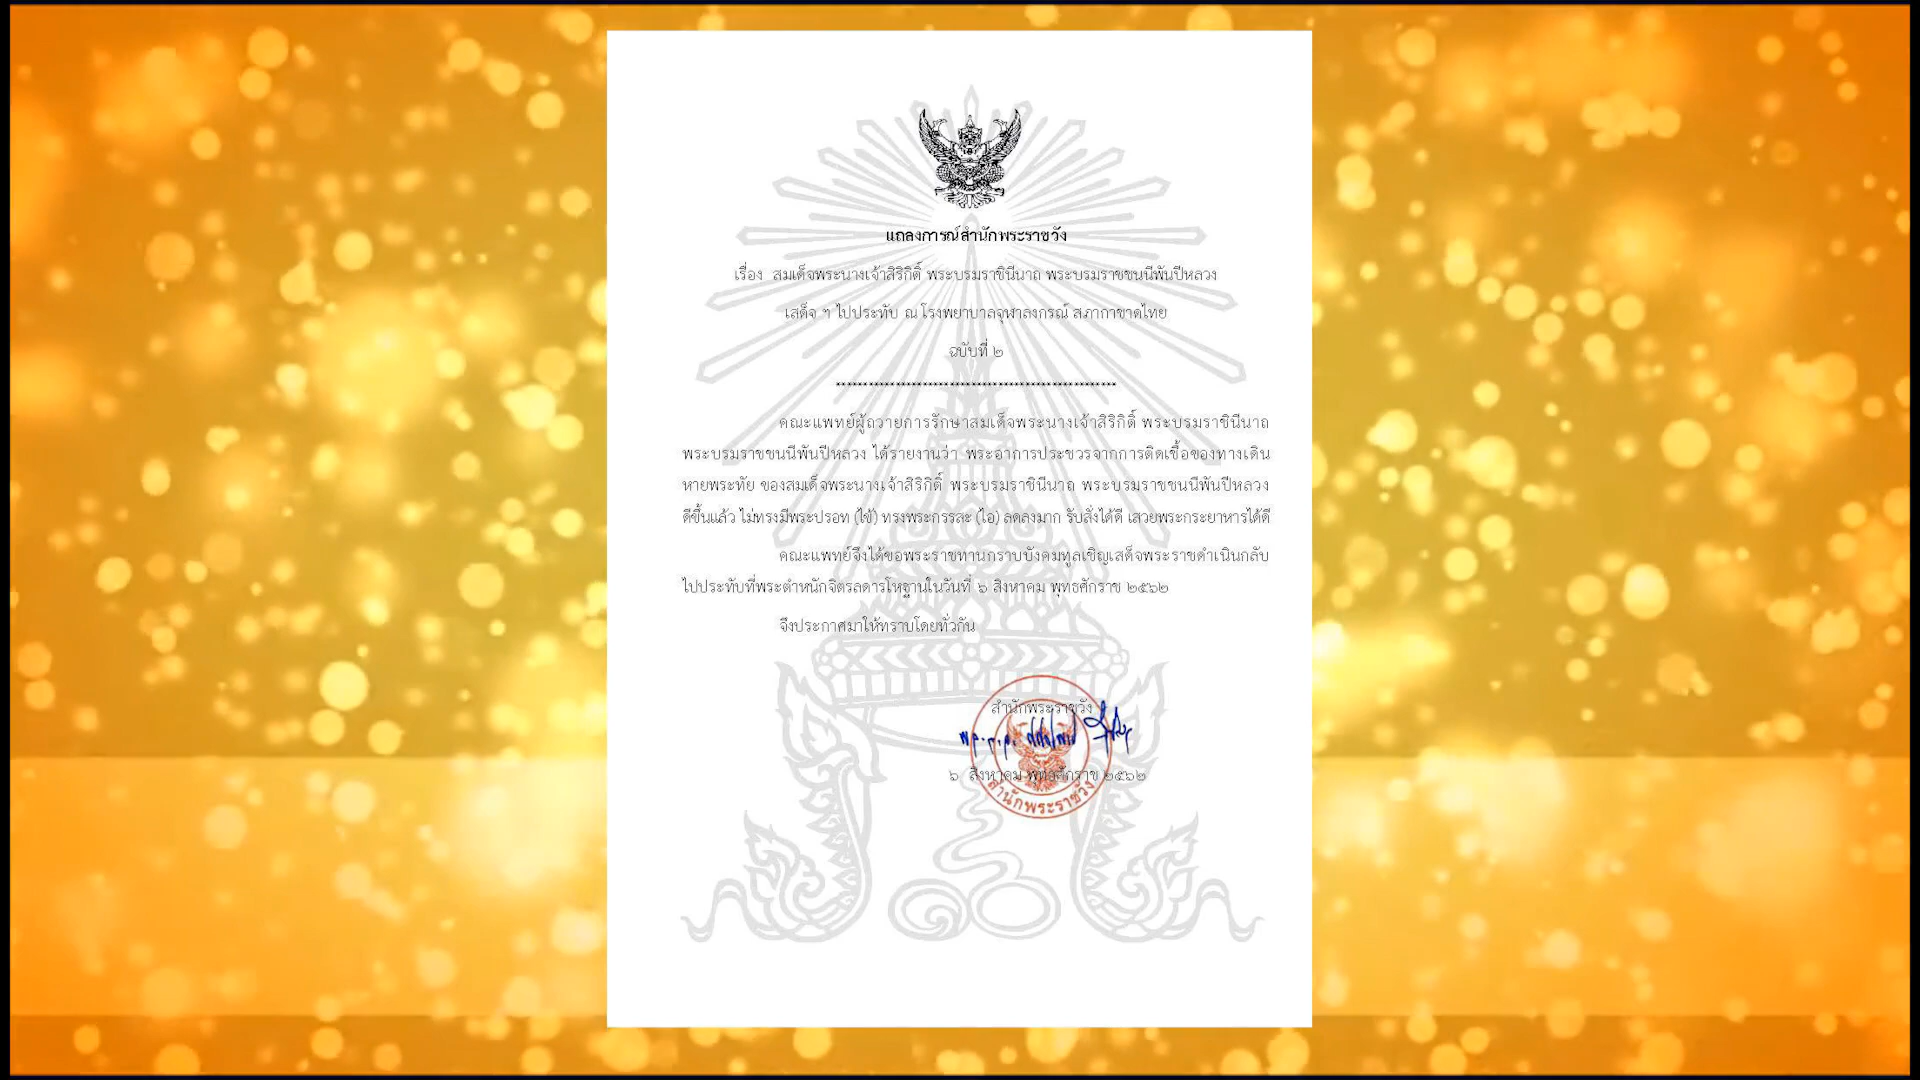 แถลงการณ์สำนักพระราชวัง
เรื่อง สมเด็จพระนางเจ้าสิริกิติ์ พระบรมราชินีนาถ พระบรมราชชนนีพันปีหลวง
เสด็จ ฯ ไปประทับ ณ โรงพยาบาลจุฬาลงกรณ์ สภากาชาดไทย
ฉบับที่ ๒
คณะแพทย์ผู้ถวายการรักษาสมเด็จพระนางเจ้าสิริกิติ์ พระบรมราชินีนาถ
พระบรมราชชนนีพันปีหลวง ได้รายงานว่า พระอาการประชวรจากการติดเชื้อของทางเดิน
หายพระทัย ของสมเด็จพระนางเจ้าสิริกิติ์ พระบรมราชินีนาถ พระบรมราชชนนีพันปีหลวง
ดีขึ้นแล้ว ไม่ทรงมีพระปรอท (ไข้) ทรงพระกรรสะ (ไอ) ลดลงมาก รับสั่งได้ดี เสวยพระกระยาหารได้ดี
คณะแพทย์จึงได้ขอพระราชทานกราบบังคมทูลเชิญเสด็จพระราชดำเนินกลับ
ไปประทับที่พระตำหนักจิตรลดารโหฐานในวันที่ ๖ สิงหาคม พุทธศักราช ๒๕๖๒
จึงประกาศมาให้ทราบโดยทั่วกัน
สำนักพระราชวัง
๖ สิงหาคม พุทธศักราช ๒๕๖๒
สำนักพระราชวัง